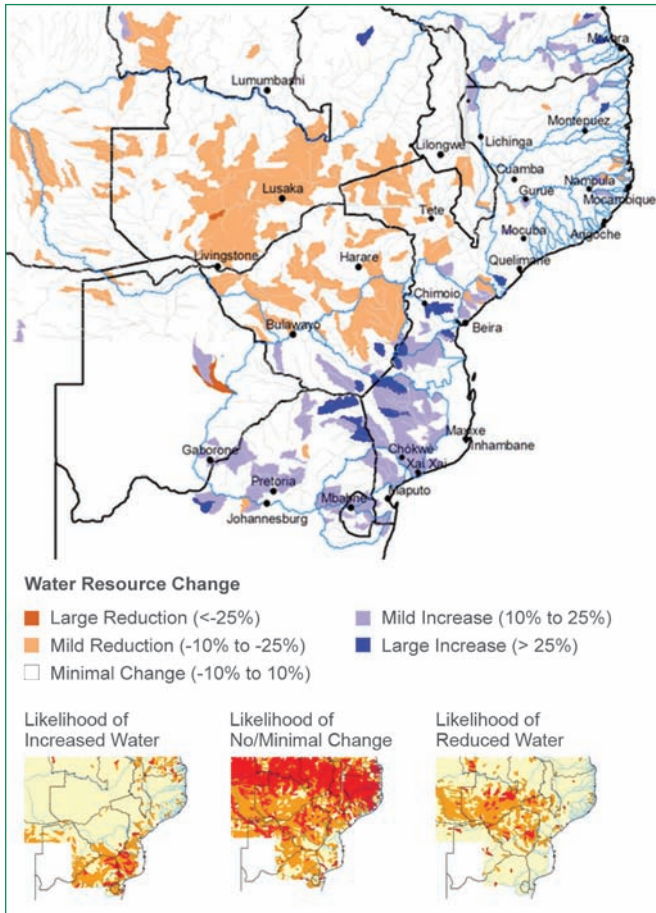 Mtwara
Lumumbashi
Montepuez
Lichinga
Lilongwe
Cuamba
Nampula
Lusaka
Gurue
Mocambique
Tete
Mocuba
Angoche
Livingstone
Harare
Quelimane
Chimoio
Bulawayo
Beira
Maxixe
Inhambane
Gaborone
Chókwe
Xai Xai
Pretoria
Mbabne
Maputo
Johannesburg
Water Resource Change
Large Reduction (<-25%)
Mild Reduction (-10% to -25%)
Minimal Change (-10% to 10%)
Mild Increase (10% to 25%)
Large Increase (> 25%)
Likelihood of
Increased Water
Likelihood of
No/Minimal Change
Likelihood of
Reduced Water